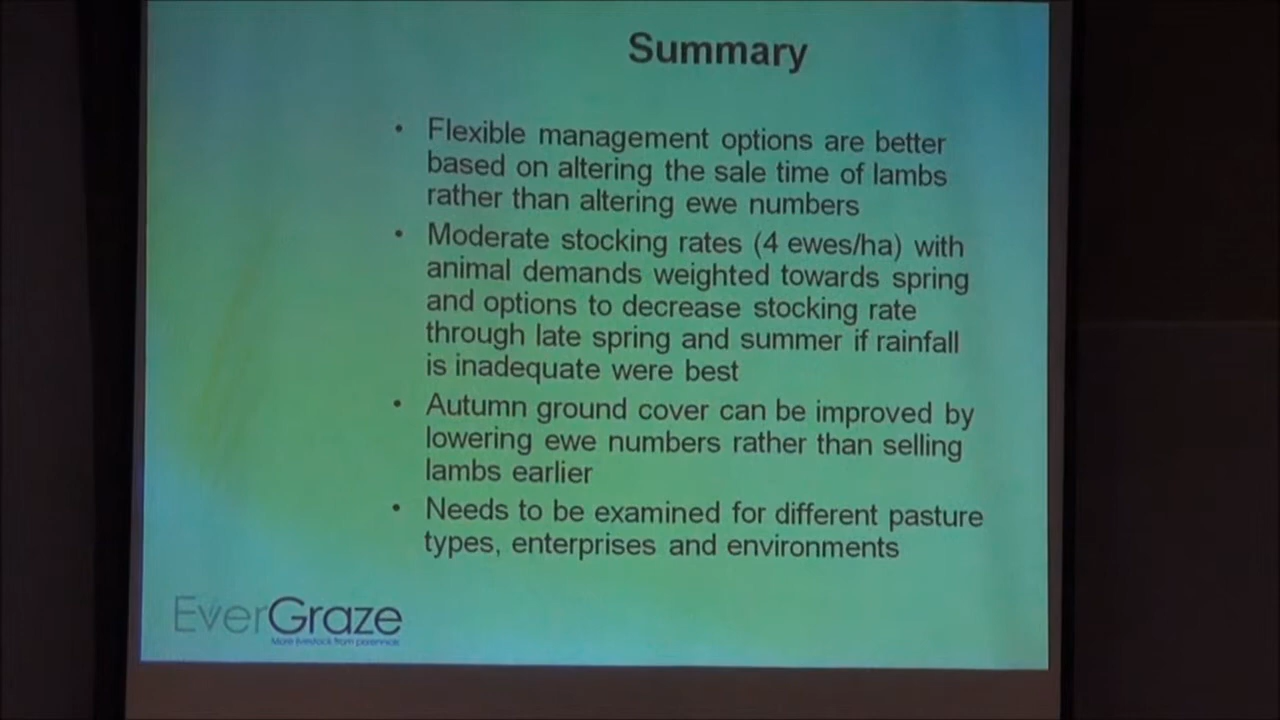 Summary
• Flexible management options are better
based on altering the sale time of lambs
rather than altering ewe numbers
• Moderate stocking rates (4 ewes/ha) with
animal demands weighted towards spring
and options to decrease stocking rate
through late spring and summer if rainfall
is inadequate were best
• Autumn ground cover can be improved by
lowering ewe numbers rather than selling
lambs earlier
• Needs to be examined for different pasture
types, enterprises and environments
EverGraze
More livestock from perennials